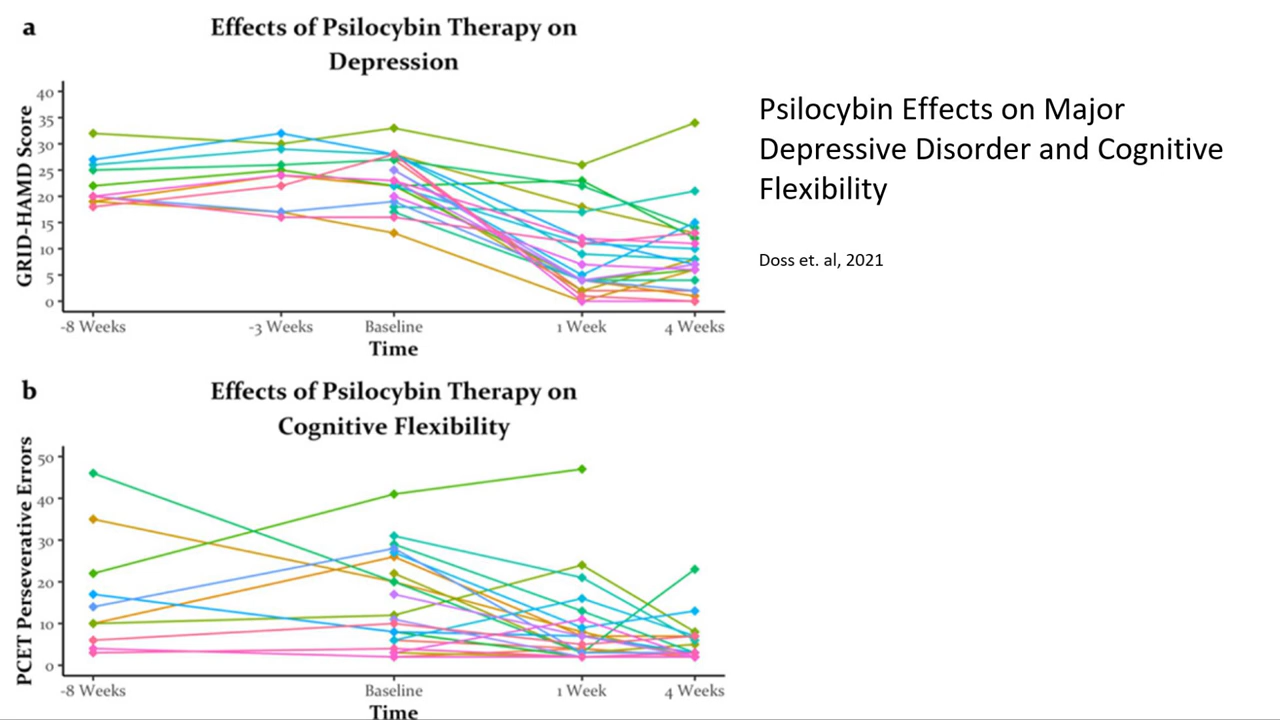 a
Effects of Psilocybin Therapy on
Depression
GRID-HAMD Score
40
35
30
25
20
15
10
5
0
-8 Weeks
-3 Weeks
Baseline
1 Week
4 Weeks
Time
Psilocybin Effects on Major
Depressive Disorder and Cognitive
Flexibility
Doss et. al, 2021
b
Effects of Psilocybin Therapy on
Cognitive Flexibility
PCET Perseverative Errors
50
40
30
20
10
0
-8 Weeks
Baseline
1 Week
4 Weeks
Time